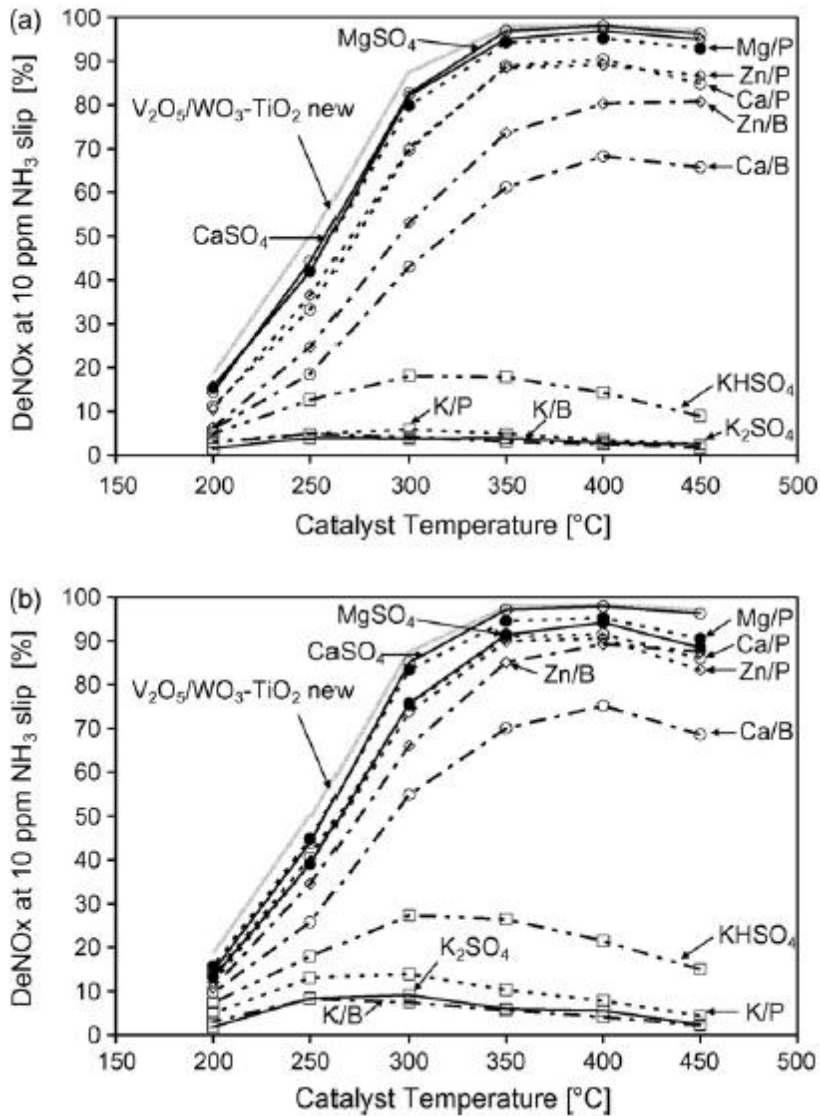 (a)
DeNOx at 10 ppm NH₃ slip [%]
100
90
80
70
60
50
40
30
20
10
0
MgSO₄
V₂O₅/WO₃-TiO₂ new
CaSO₄
Mg/P
Zn/P
Ca/P
Zn/B
Ca/B
KHSO₄
K/P
K/B
K₂SO₄
150 200 250 300 350 400 450 500
Catalyst Temperature [°C]
(b)
DeNOx at 10 ppm NH₃ slip [%]
100
90
80
70
60
50
40
30
20
10
0
MgSO₄
CaSO₄
V₂O₅/WO₃-TiO₂ new
Mg/P
Ca/P
Zn/P
Zn/B
Ca/B
KHSO₄
K₂SO₄
K/B
K/P
150 200 250 300 350 400 450 500
Catalyst Temperature [°C]